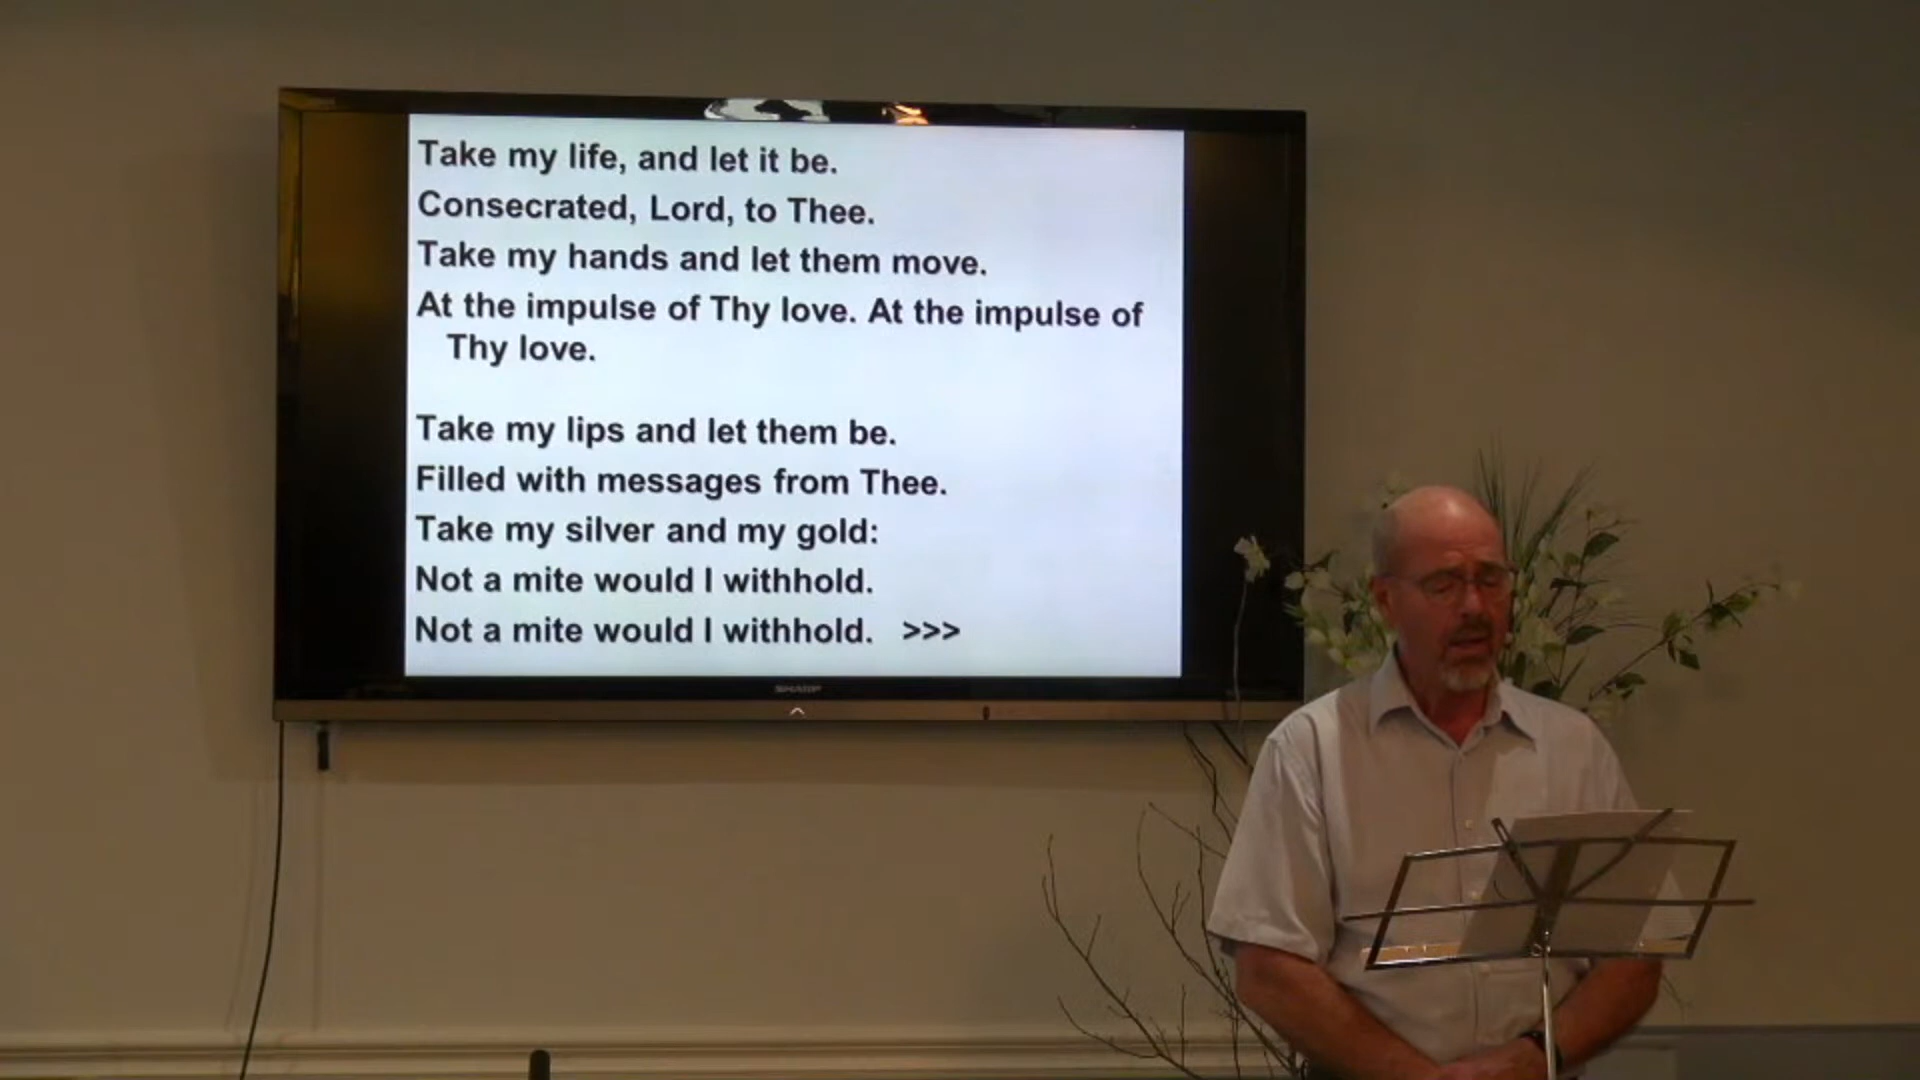 Take my life, and let it be.
Consecrated, Lord, to Thee.
Take my hands and let them move.
At the impulse of Thy love. At the impulse of
Thy love.
Take my lips and let them be.
Filled with messages from Thee.
Take my silver and my gold:
Not a mite would I withhold.
Not a mite would I withhold. >>>
SHARP